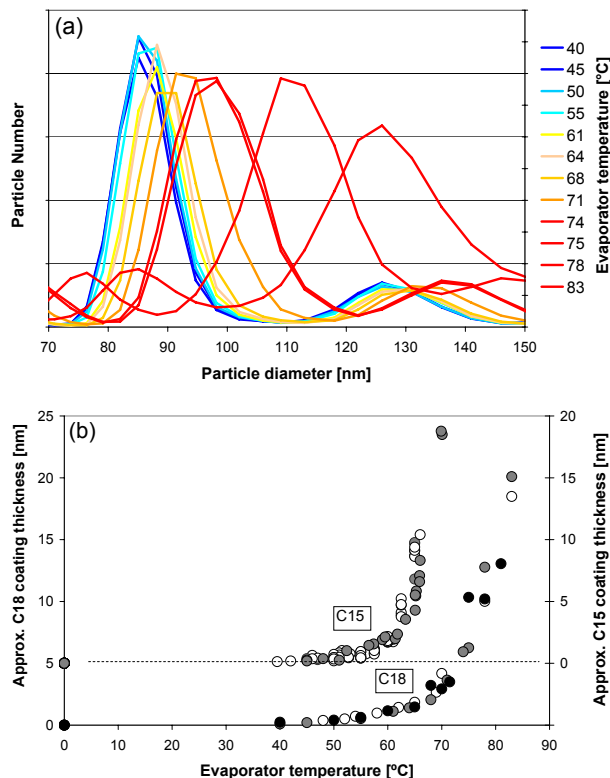 (a)
Particle Number
70 80 90 100 110 120 130 140 150
Particle diameter [nm]
40
45
50
55
61
64
68
71
74
75
78
83
Evaporator temperature [°C]
(b)
Approx. C18 coating thickness [nm]
25
20
15
10
5
0
C15
C18
20
15
10
5
0
Approx. C15 coating thickness [nm]
0 10 20 30 40 50 60 70 80 90
Evaporator temperature [ºC]